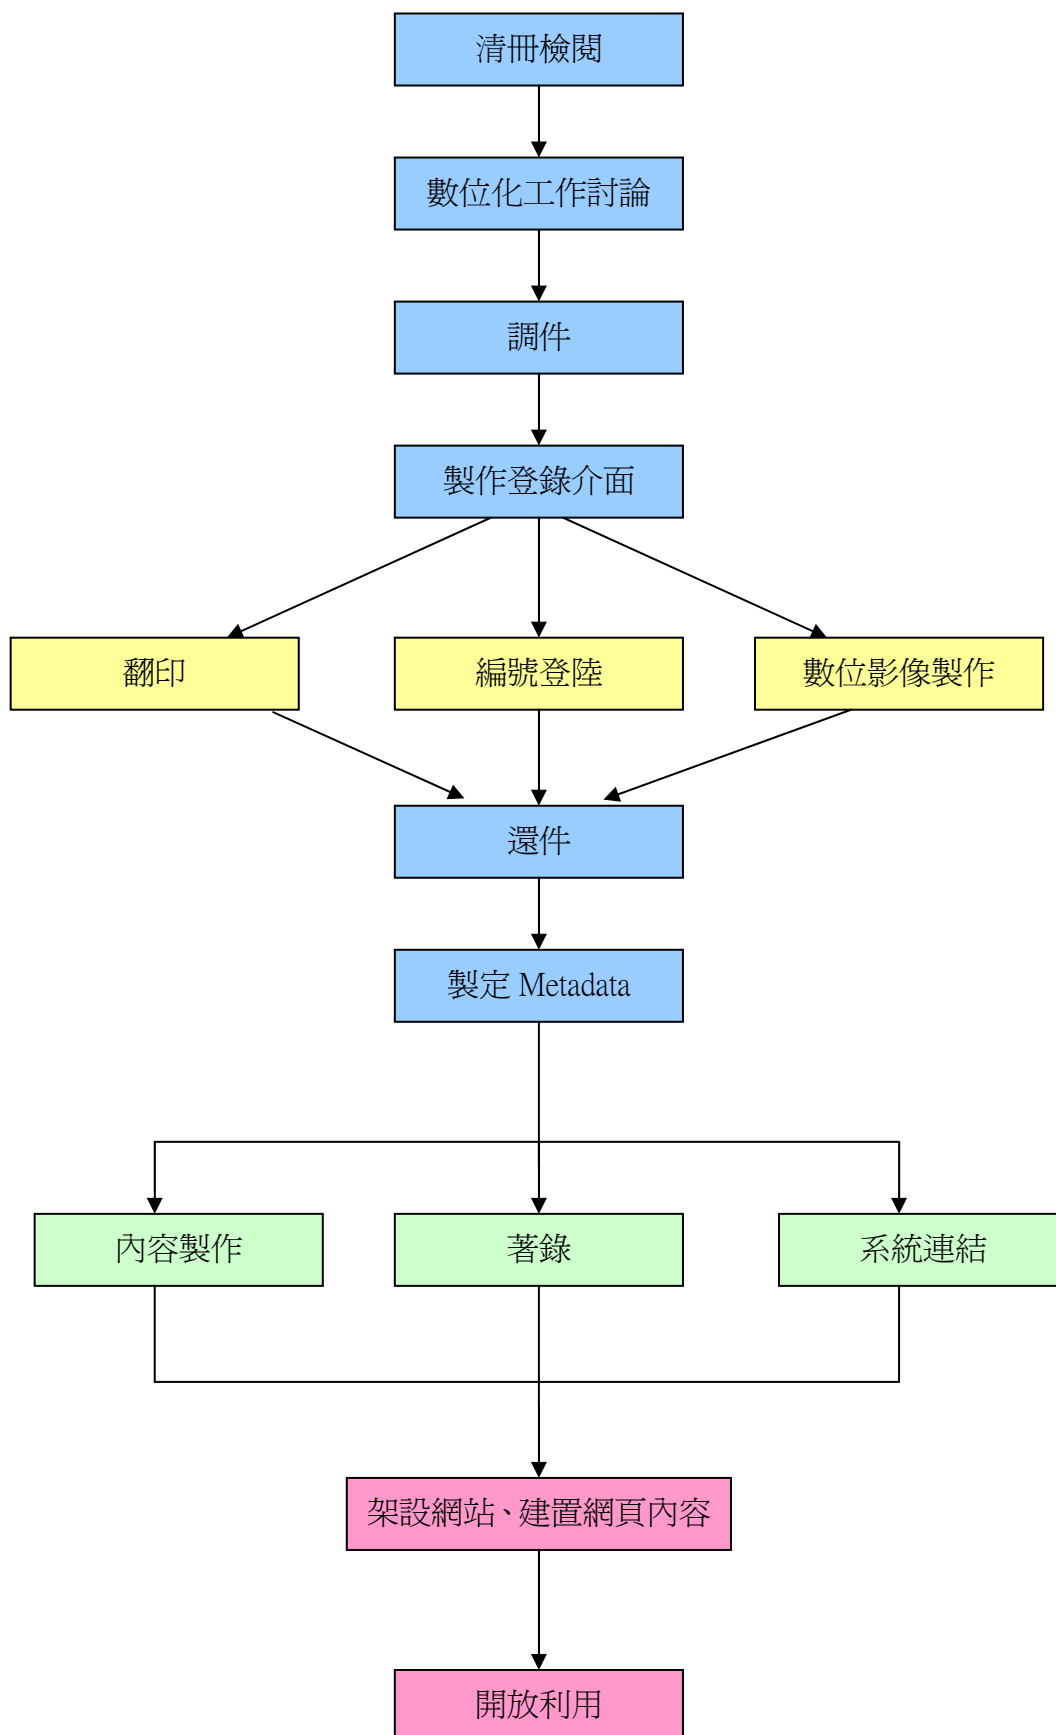 清冊檢閱
數位化工作討論
調件
製作登錄介面
翻印
編號登陸
數位影像製作
還件
製定 Metadata
內容製作
著錄
系統連結
架設網站、建置網頁內容
開放利用